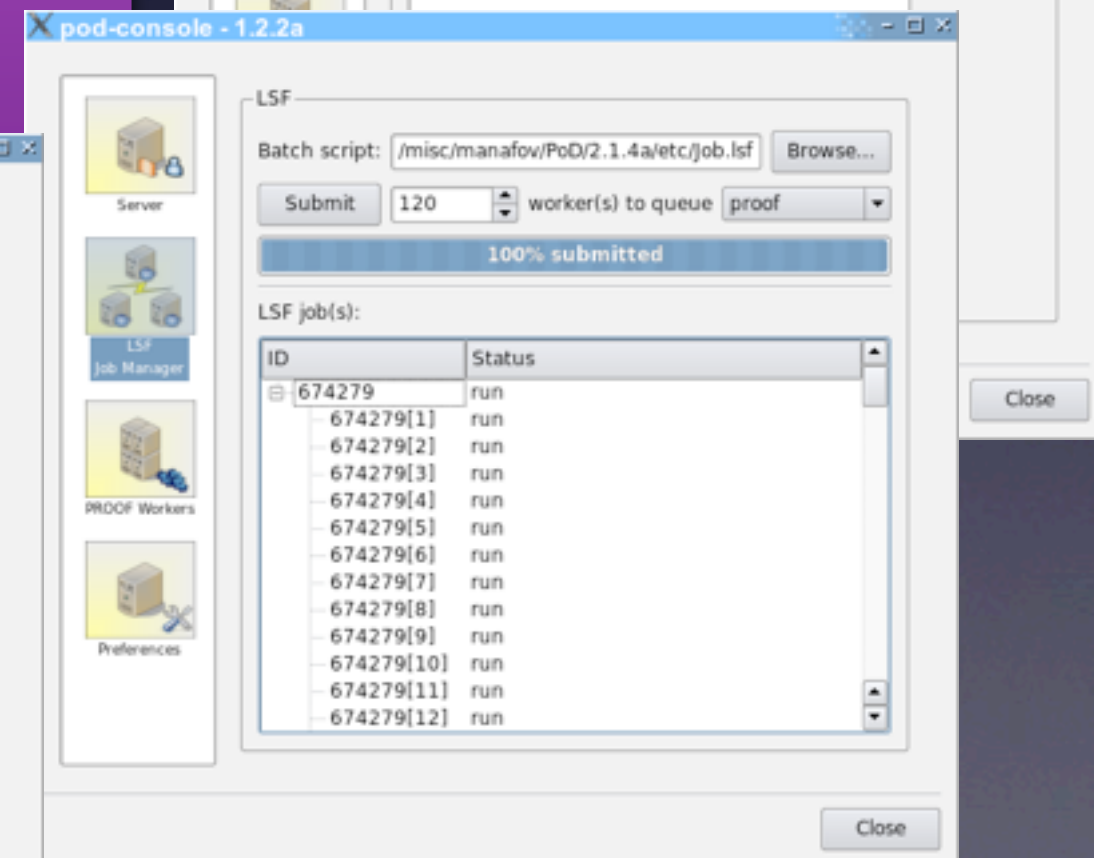 pod-console - 1.2.2a
Server
LSF
Job Manager
PROOF Workers
Preferences
LSF
Batch script: /misc/manafov/PoD/2.1.4a/etc/Job.lsf Browse...
Submit 120 worker(s) to queue proof
100% submitted
LSF job(s):
ID Status
674279 run
674279[1] run
674279[2] run
674279[3] run
674279[4] run
674279[5] run
674279[6] run
674279[7] run
674279[8] run
674279[9] run
674279[10] run
674279[11] run
674279[12] run
Close
Close